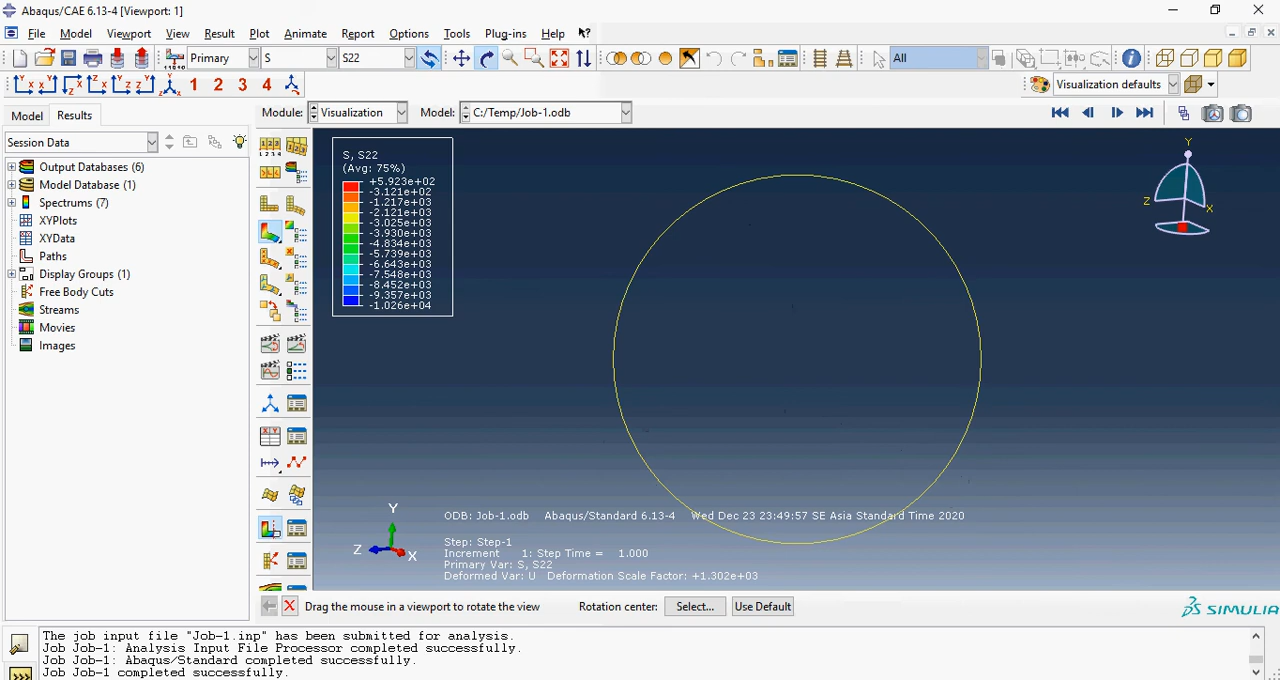 Abaqus/CAE 6.13-4 [Viewport: 1]
File Model Viewport View Result Plot Animate Report Options Tools Plug-ins Help
Primary S S22 All
1 2 3 4 Visualization defaults
Model Results Module: Visualization Model: C:/Temp/Job-1.odb
Session Data
Output Databases (6)
Model Database (1)
Spectrums (7)
XYPlots
XYData
Paths
Display Groups (1)
Free Body Cuts
Streams
Movies
Images
S, S22
(Avg: 75%)
+5.923e+02
-3.121e+02
-1.217e+03
-2.121e+03
-3.025e+03
-3.930e+03
-4.834e+03
-5.739e+03
-6.643e+03
-7.548e+03
-8.452e+03
-9.357e+03
-1.026e+04
Y
Z
X
Y
Z
X
ODB: Job-1.odb Abaqus/Standard 6.13-4 Wed Dec 23 23:49:57 SE Asia Standard Time 2020
Step: Step-1
Increment 1: Step Time = 1.000
Primary Var: S, S22
Deformed Var: U Deformation Scale Factor: +1.302e+03
Drag the mouse in a viewport to rotate the view Rotation center: Select... Use Default
SIMULIA
The job input file "Job-1.inp" has been submitted for analysis.
Job Job-1: Analysis Input File Processor completed successfully.
Job Job-1: Abaqus/Standard completed successfully.
Job Job-1 completed successfully.